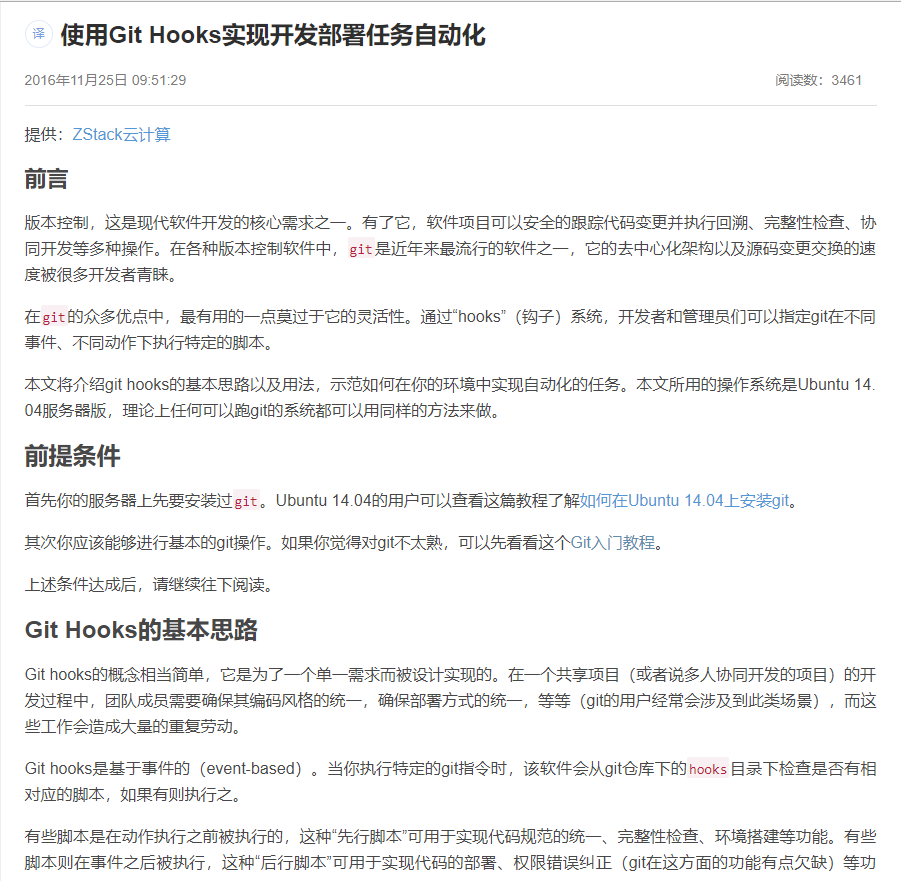 译 使用Git Hooks实现开发部署任务自动化
2016年11月25日 09:51:29 阅读数：3461
提供：ZStack云计算
前言
版本控制，这是现代软件开发的核心需求之一。有了它，软件项目可以安全的跟踪代码变更并执行回溯、完整性检查、协
同开发等多种操作。在各种版本控制软件中，git是近年来最流行的软件之一，它的去中心化架构以及源码变更交换的速
度被很多开发者青睐。
在git的众多优点中，最有用的一点莫过于它的灵活性。通过“hooks”（钩子）系统，开发者和管理员们可以指定git在不同
事件、不同动作下执行特定的脚本。
本文将介绍git hooks的基本思路以及用法，示范如何在你的环境中实现自动化的任务。本文所用的操作系统是Ubuntu 14.
04服务器版，理论上任何可以跑git的系统都可以用同样的方法来做。
前提条件
首先你的服务器上先要安装过git。Ubuntu 14.04的用户可以查看这篇教程了解如何在Ubuntu 14.04上安装git。
其次你应该能够进行基本的git操作。如果你觉得对git不太熟，可以先看看这个Git入门教程。
上述条件达成后，请继续往下阅读。
Git Hooks的基本思路
Git hooks的概念相当简单，它是为了一个单一需求而被设计实现的。在一个共享项目（或者说多人协同开发的项目）的开
发过程中，团队成员需要确保其编码风格的统一，确保部署方式的统一，等等（git的用户经常会涉及到此类场景），而这
些工作会造成大量的重复劳动。
Git hooks是基于事件的（event-based）。当你执行特定的git指令时，该软件会从git仓库下的hooks目录下检查是否有相
对应的脚本，如果有则执行之。
有些脚本是在动作执行之前被执行的，这种“先行脚本”可用于实现代码规范的统一、完整性检查、环境搭建等功能。有些
脚本则在事件之后被执行，这种“后行脚本”可用于实现代码的部署、权限错误纠正（git在这方面的功能有点欠缺）等功